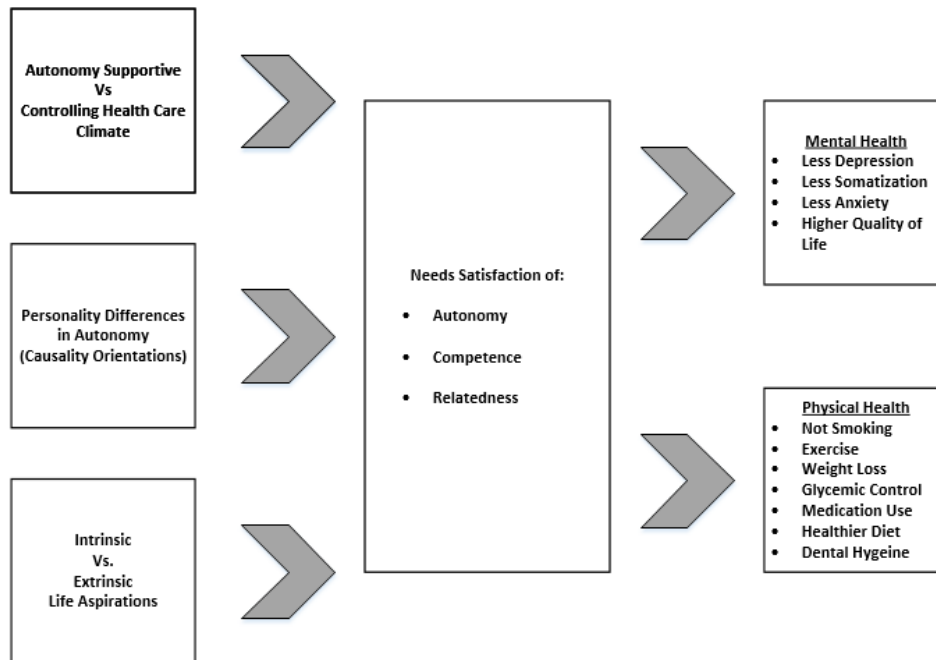 Autonomy Supportive
Vs
Controlling Health Care
Climate
Personality Differences
in Autonomy
(Causality Orientations)
Intrinsic
Vs.
Extrinsic
Life Aspirations
Needs Satisfaction of:
• Autonomy
• Competence
• Relatedness
Mental Health
• Less Depression
• Less Somatization
• Less Anxiety
• Higher Quality of
Life
Physical Health
• Not Smoking
• Exercise
• Weight Loss
• Glycemic Control
• Medication Use
• Healthier Diet
• Dental Hygeine